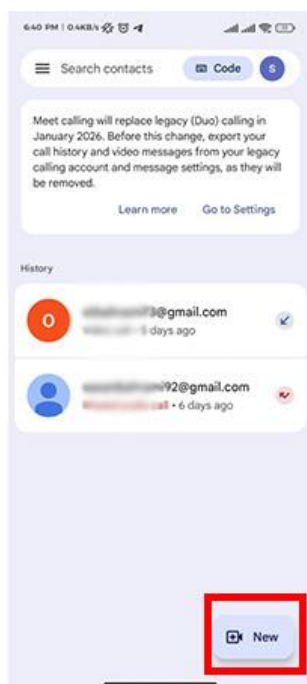 6:40 PM | 0.4KB/s
Search contacts
Code
S
Meet calling will replace legacy (Duo) calling in
January 2026. Before this change, export your
call history and video messages from your legacy
calling account and message settings, as they will
be removed.
Learn more Go to Settings
History
O
@gmail.com
days ago
92@gmail.com
• 6 days ago
New